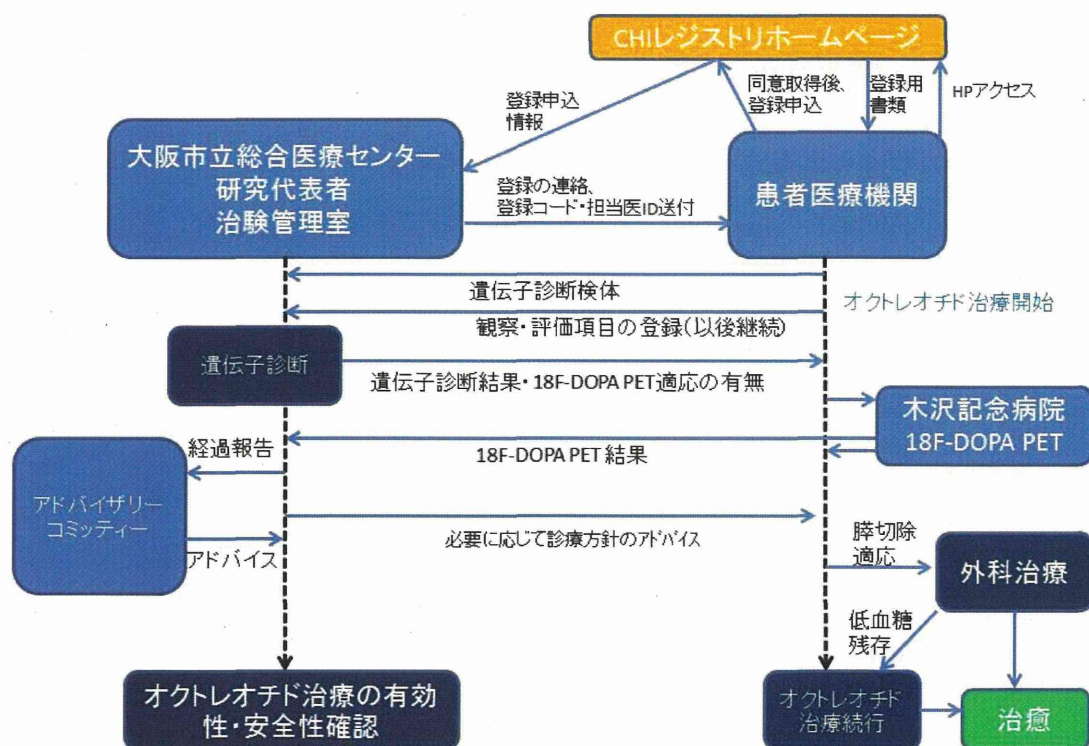 CHIレジストリホームページ
登録申込
情報
同意取得後、
登録申込
登録用
書類
HPアクセス
大阪市立総合医療センター
研究代表者
治験管理室
登録の連絡、
登録コード・担当医ID送付
患者医療機関
遺伝子診断検体
オクトレオチド治療開始
観察・評価項目の登録(以後継続)
遺伝子診断
遺伝子診断結果・18F-DOPA PET適応の有無
木沢記念病院
18F-DOPA PET
18F-DOPA PET 結果
経過報告
アドバイザリー
コミッティー
アドバイス
必要に応じて診療方針のアドバイス
膵切除
適応
外科治療
低血糖
残存
オクトレオチド治療の有効
性・安全性確認
オクトレオチド
治療続行
治癒